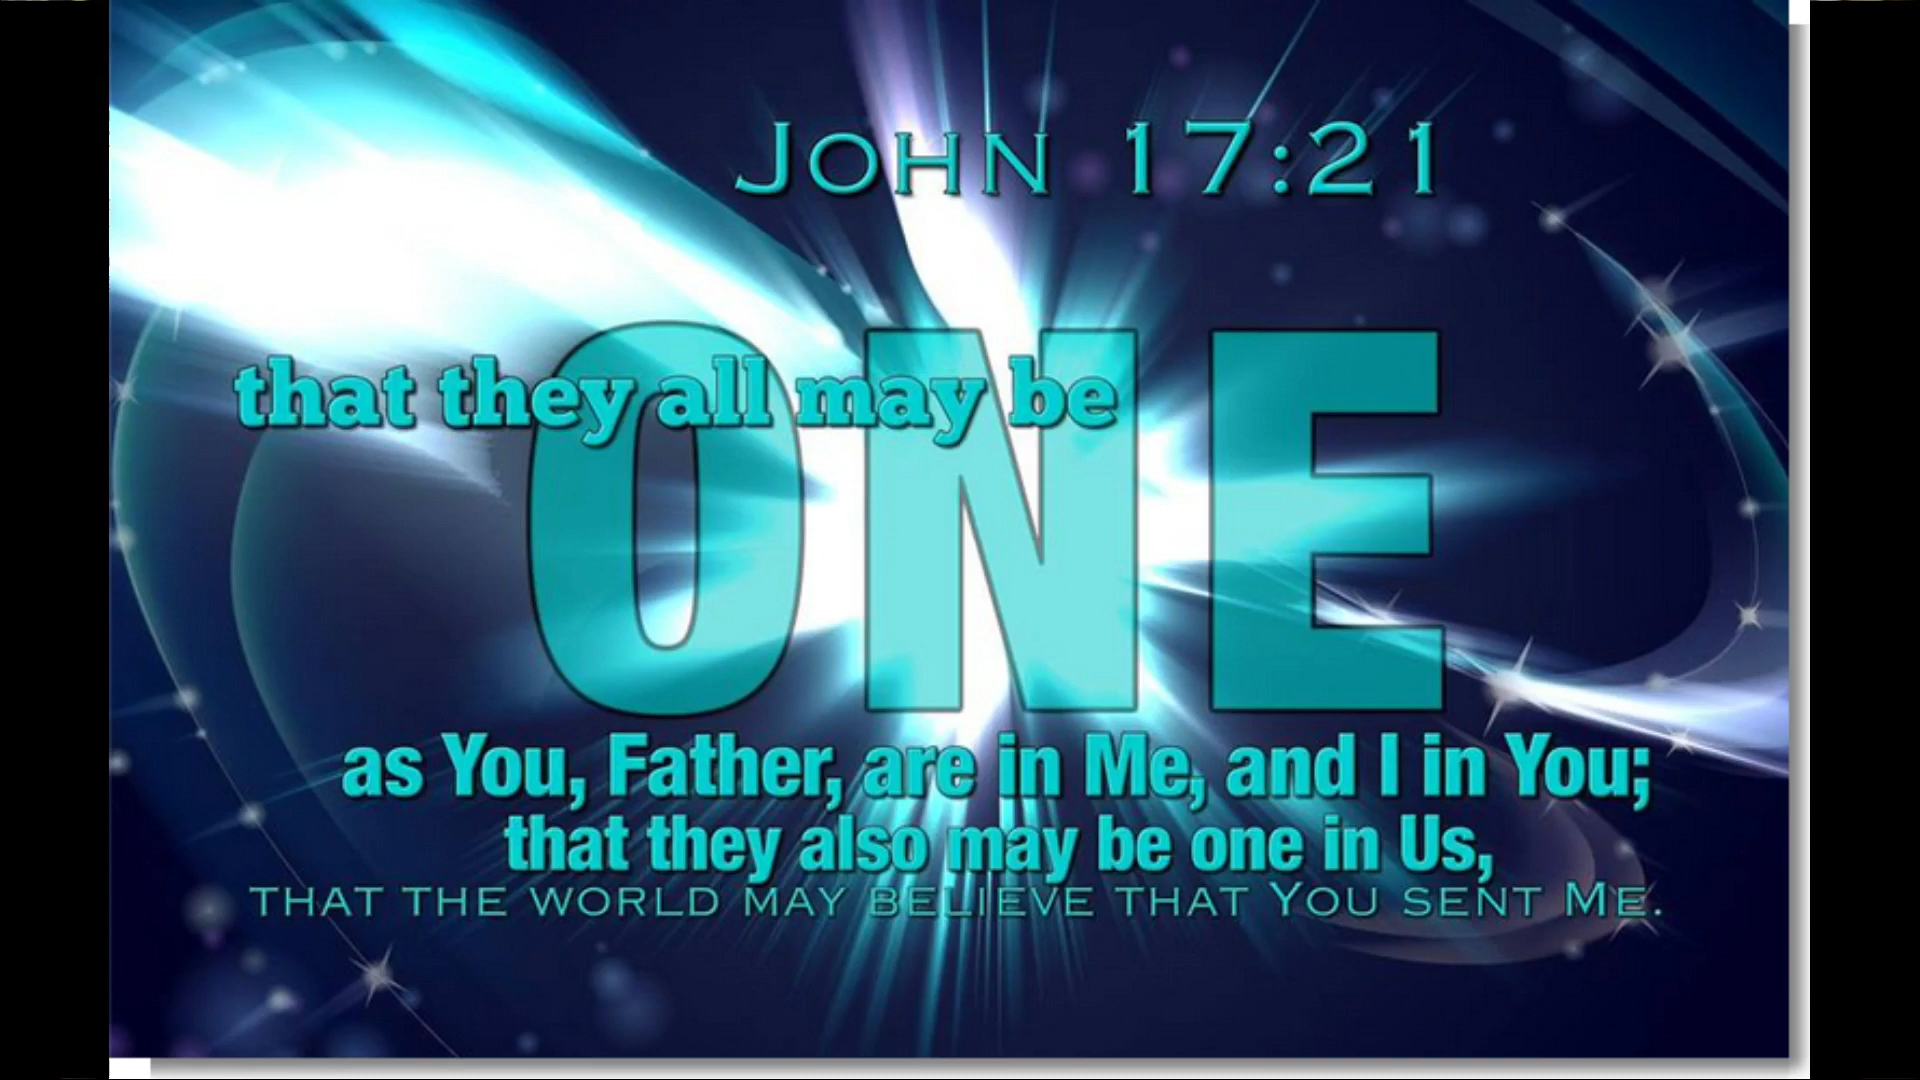 JOHN 17:21
that they all may be
ONE
as You, Father, are in Me, and I in You;
that they also may be one in Us,
THAT THE WORLD MAY BELIEVE THAT YOU SENT ME.